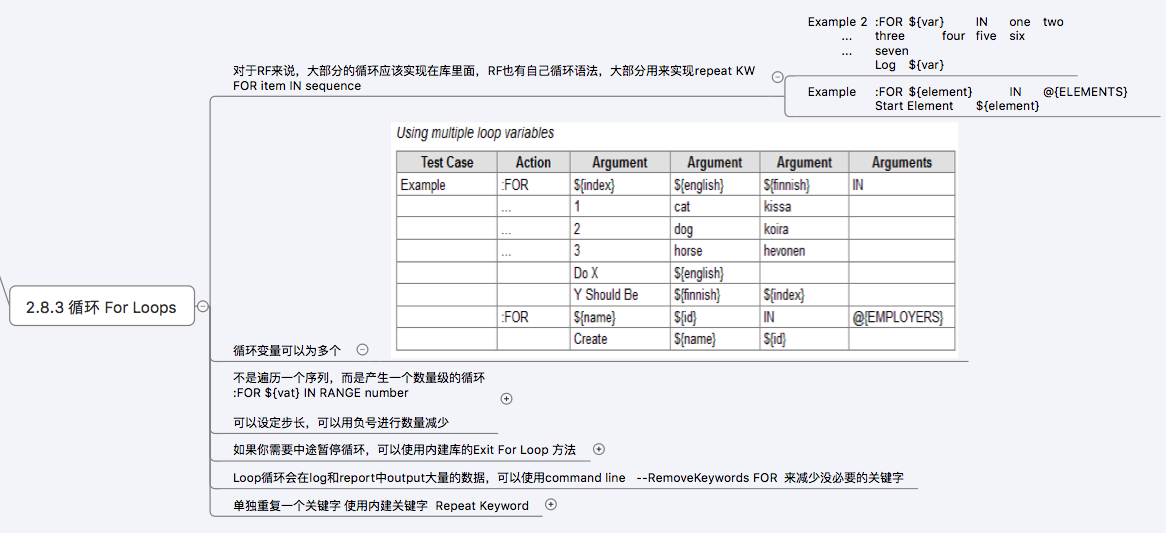 Example 2 :FOR ${var} IN one two
... three four five six
... seven
Log ${var}
对于RF来说，大部分的循环应该实现在库里面，RF也有自己循环语法，大部分用来实现repeat KW
FOR item IN sequence
Example :FOR ${element} IN @{ELEMENTS}
Start Element ${element}
Using multiple loop variables
Test Case Action Argument Argument Argument Arguments
Example :FOR ${index} ${english} ${finnish} IN
... 1 cat kissa
... 2 dog koira
... 3 horse hevonen
Do X ${english}
Y Should Be ${finnish} ${index}
:FOR ${name} ${id} IN @{EMPLOYERS}
Create ${name} ${id}
2.8.3 循环 For Loops
循环变量可以为多个
不是遍历一个序列，而是产生一个数量级的循环
:FOR ${vat} IN RANGE number
可以设定步长，可以用负号进行数量减少
如果你需要中途暂停循环，可以使用内建库的Exit For Loop 方法
Loop循环会在log和report中output大量的数据，可以使用command line --RemoveKeywords FOR 来减少没必要的关键字
单独重复一个关键字 使用内建关键字 Repeat Keyword